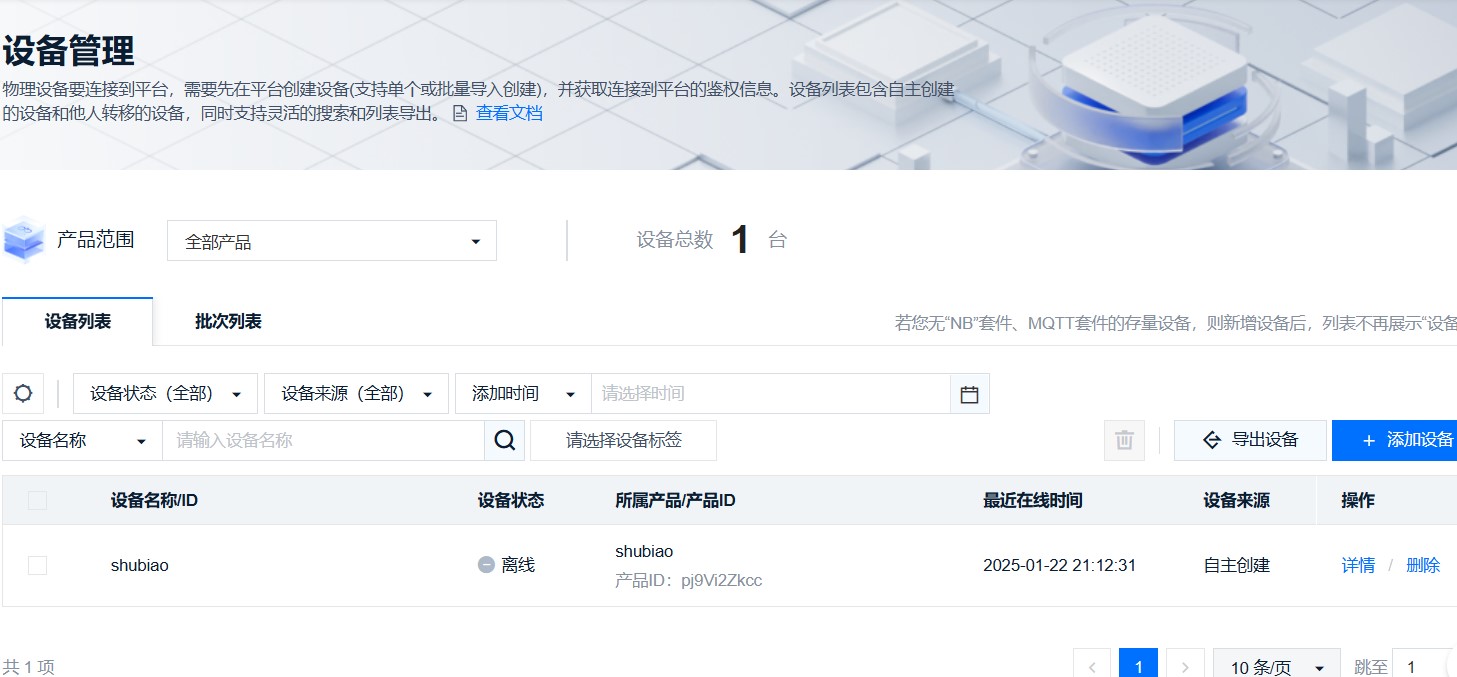 设备管理
物理设备要连接到平台，需要先在平台创建设备(支持单个或批量导入创建)，并获取连接到平台的鉴权信息。设备列表包含自主创建
的设备和他人转移的设备，同时支持灵活的搜索和列表导出。 查看文档
产品范围 全部产品 设备总数 1 台
设备列表 批次列表 若您无“NB”套件、MQTT套件的存量设备，则新增设备后，列表不再展示“设备
设备状态（全部） 设备来源（全部） 添加时间 请选择时间
设备名称 请输入设备名称 请选择设备标签 导出设备 + 添加设备
设备名称/ID 设备状态 所属产品/产品ID 最近在线时间 设备来源 操作
shubiao 离线 shubiao 2025-01-22 21:12:31 自主创建 详情 / 删除
产品ID：pj9Vi2Zkcc
共 1 项 < 1 > 10 条/页 跳至 1